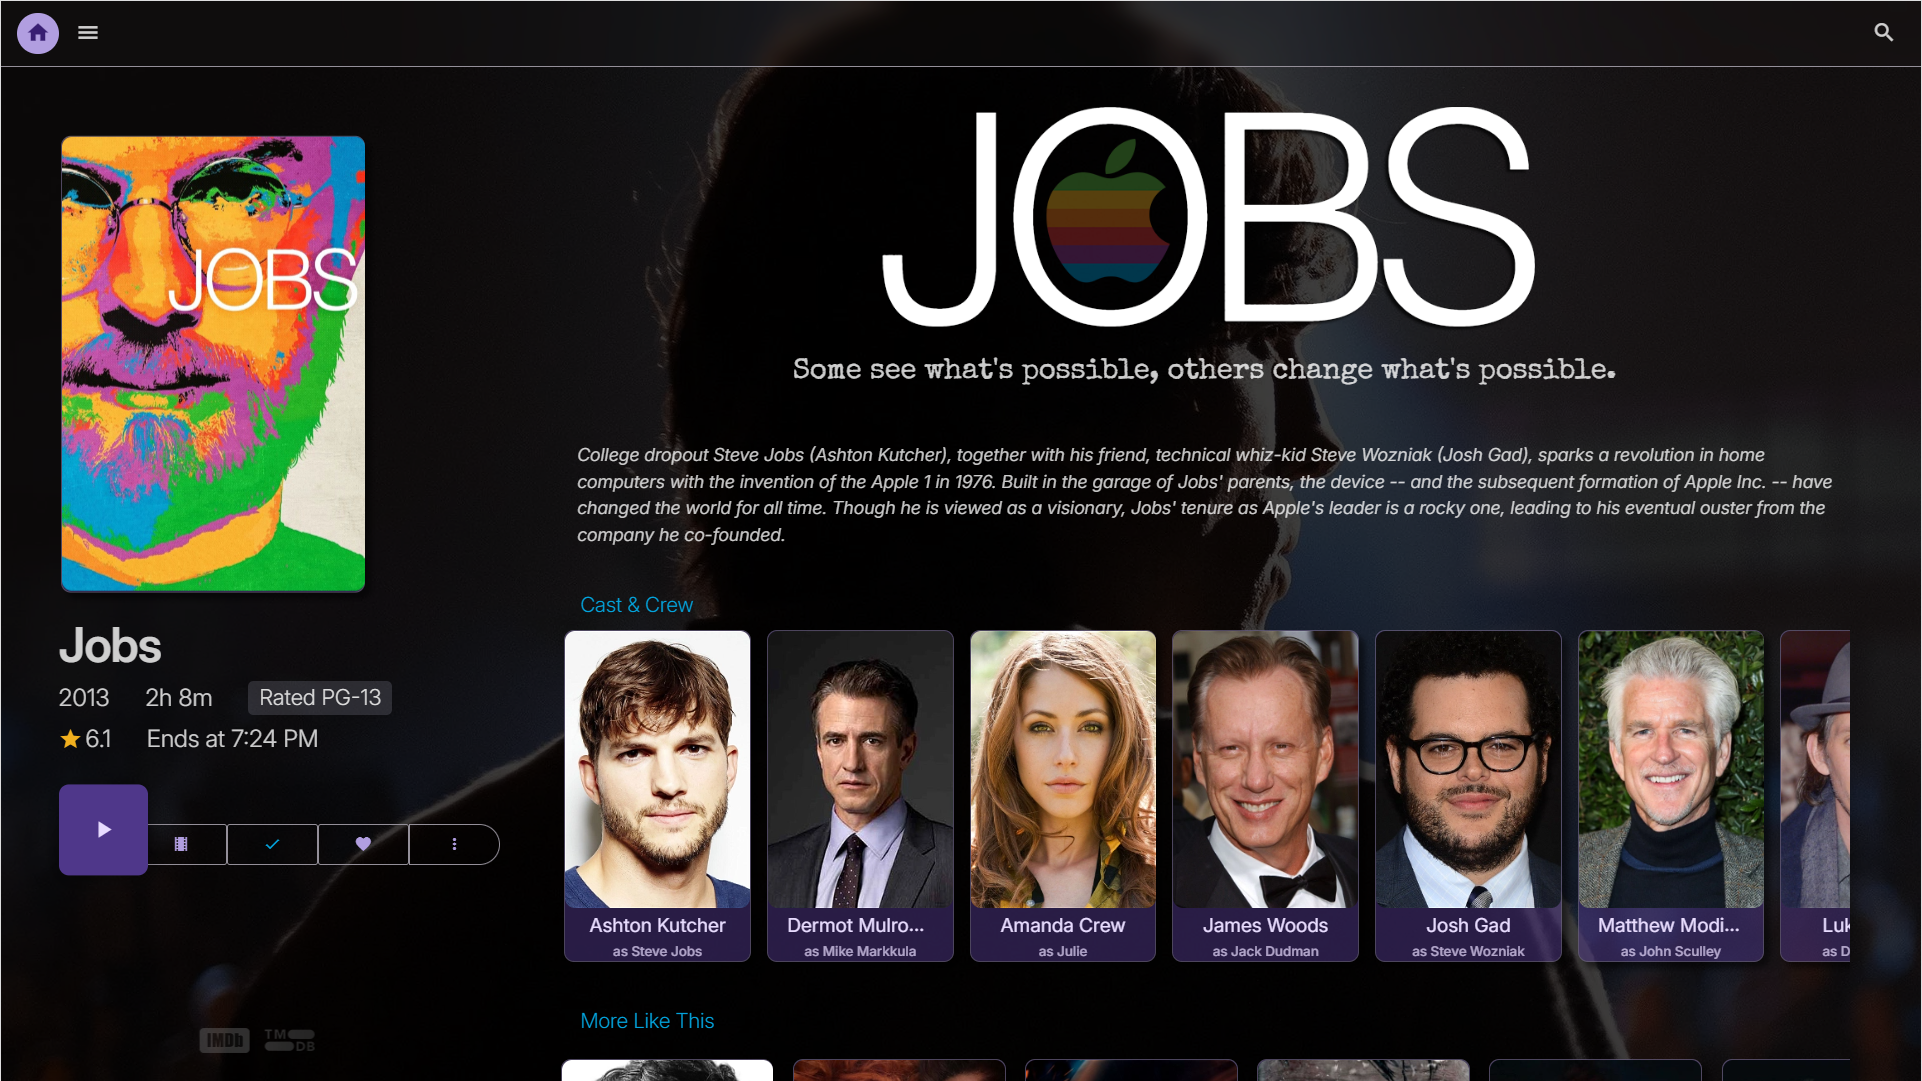 JOBS
JOBS
Some see what's possible, others change what's possible.
College dropout Steve Jobs (Ashton Kutcher), together with his friend, technical whiz-kid Steve Wozniak (Josh Gad), sparks a revolution in home
computers with the invention of the Apple 1 in 1976. Built in the garage of Jobs' parents, the device -- and the subsequent formation of Apple Inc. -- have
changed the world for all time. Though he is viewed as a visionary, Jobs' tenure as Apple's leader is a rocky one, leading to his eventual ouster from the
company he co-founded.
Jobs
2013 2h 8m Rated PG-13
6.1 Ends at 7:24 PM
Cast & Crew
Ashton Kutcher
as Steve Jobs
Dermot Mulro...
as Mike Markkula
Amanda Crew
as Julie
James Woods
as Jack Dudman
Josh Gad
as Steve Wozniak
Matthew Modi...
as John Sculley
Luk
as D
More Like This
IMDb
TM
DB